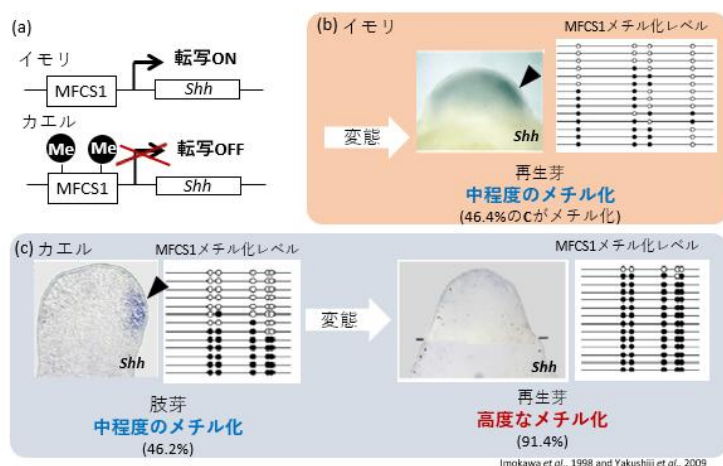 (a)
イモリ
転写ON
MFCS1
Shh
カエル
Me
Me
転写OFF
MFCS1
Shh
(b) イモリ
MFCS1メチル化レベル
変態
Shh
再生芽
中程度のメチル化
(46.4%のCがメチル化)
(c) カエル
MFCS1メチル化レベル
Shh
肢芽
中程度のメチル化
(46.2%)
変態
MFCS1メチル化レベル
Shh
再生芽
高度なメチル化
(91.4%)
Imokawa et al., 1998 and Yakushiji et al., 2009